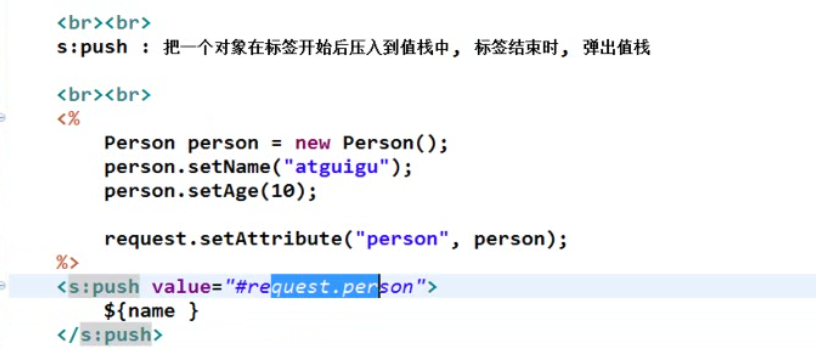 <br><br>
s:push : 把一个对象在标签开始后压入到值栈中, 标签结束时, 弹出值栈
<br><br>
<%
Person person = new Person();
person.setName("atguigu");
person.setAge(10);
request.setAttribute("person", person);
%>
<s:push value="#request.person">
${name }
</s:push>